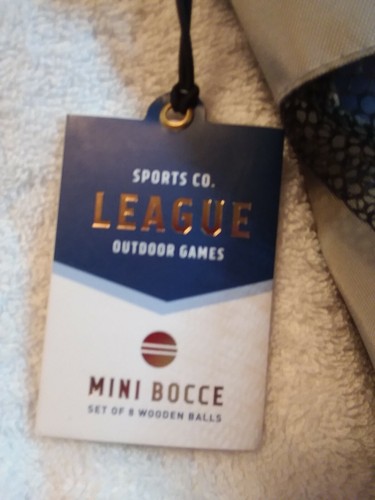 SPORTS CO.
LEAGUE
OUTDOOR GAMES
MINI BOCCE
SET OF 8 WOODEN BALLS